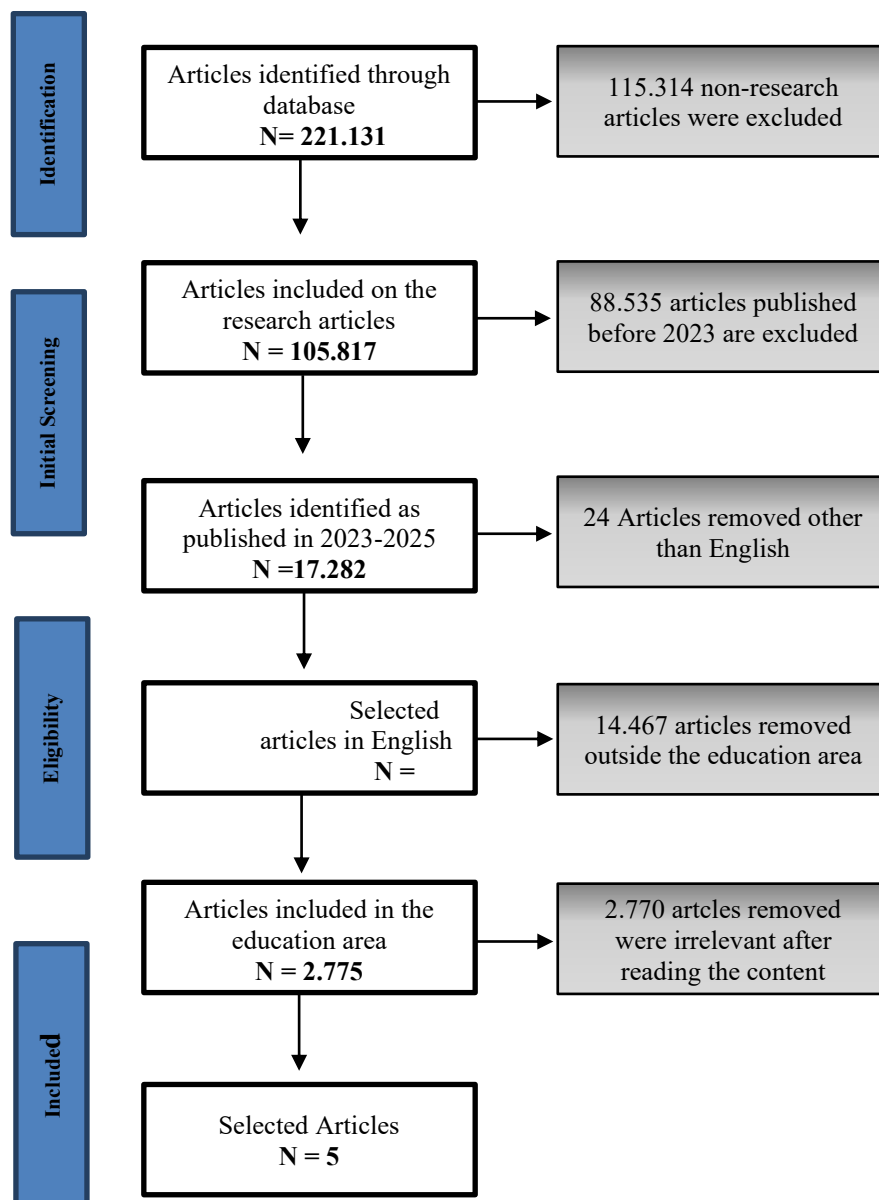 Identification
Articles identified through
database
N= 221.131
115.314 non-research
articles were excluded
Initial Screening
Articles included on the
research articles
N = 105.817
88.535 articles published
before 2023 are excluded
Articles identified as
published in 2023-2025
N =17.282
24 Articles removed other
than English
Eligibility
Selected
articles in English
N =
14.467 articles removed
outside the education area
Articles included in the
education area
N = 2.775
2.770 artcles removed
were irrelevant after
reading the content
Included
Selected Articles
N = 5